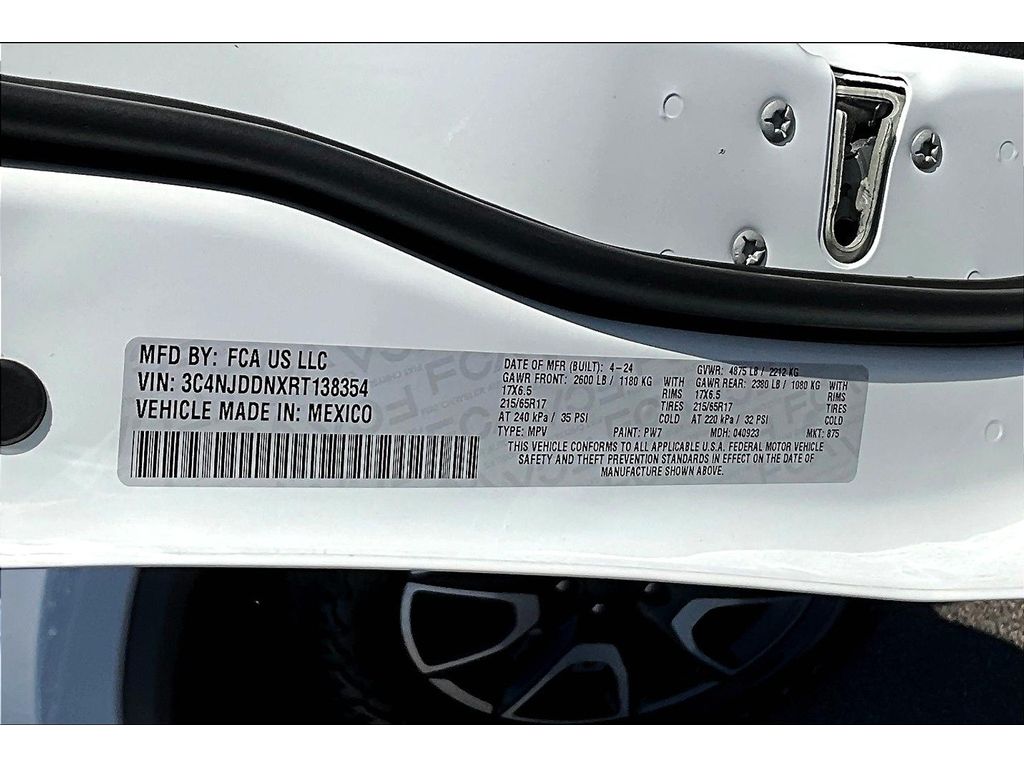 MFD BY: FCA US LLC
VIN: 3C4NJDDNXRT138354
VEHICLE MADE IN: MEXICO
DATE OF MFR (BUILT): 4-24
GAWR FRONT: 2600 LB / 1180 KG WITH
17X6.5 RIMS
215/65R17 TIRES
AT 240 kPa / 35 PSI COLD
TYPE: MPV PAINT: PW7
GVWR: 4875 LB / 2212 KG
GAWR REAR: 2380 LB / 1080 KG WITH
17X6.5 RIMS
215/65R17 TIRES
AT 220 kPa / 32 PSI COLD
MDH: 040923 MKT: 875
THIS VEHICLE CONFORMS TO ALL APPLICABLE U.S.A. FEDERAL MOTOR VEHICLE
SAFETY AND THEFT PREVENTION STANDARDS IN EFFECT ON THE DATE OF
MANUFACTURE SHOWN ABOVE.